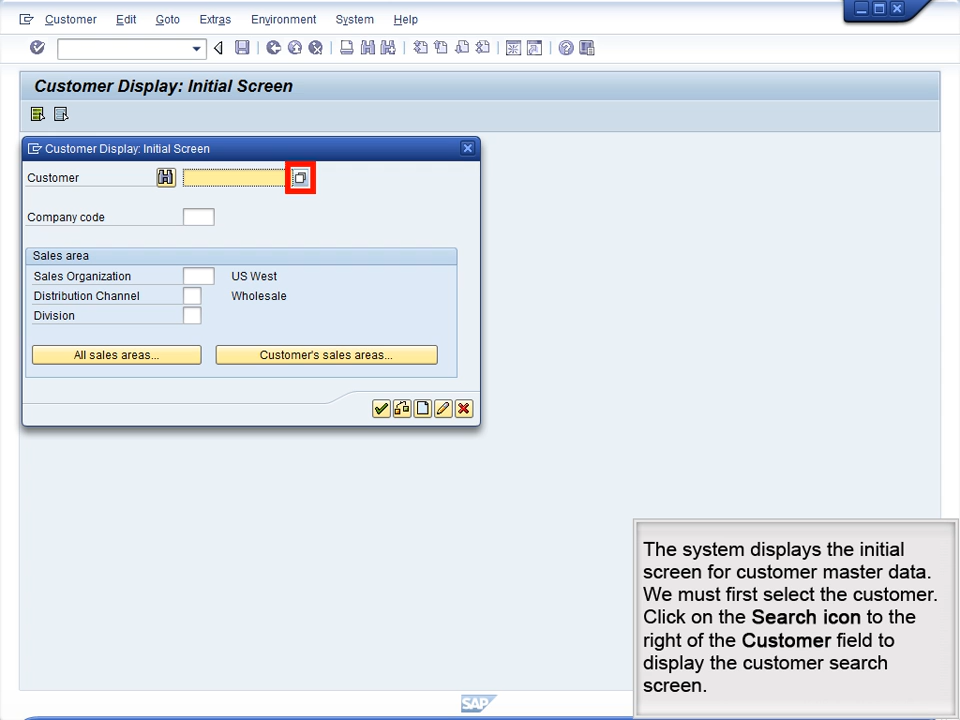 Customer Edit Goto Extras Environment System Help
Customer Display: Initial Screen
Customer Display: Initial Screen
Customer
Company code
Sales area
Sales Organization US West
Distribution Channel Wholesale
Division
All sales areas... Customer's sales areas...
The system displays the initial
screen for customer master data.
We must first select the customer.
Click on the Search icon to the
right of the Customer field to
display the customer search
screen.
SAP